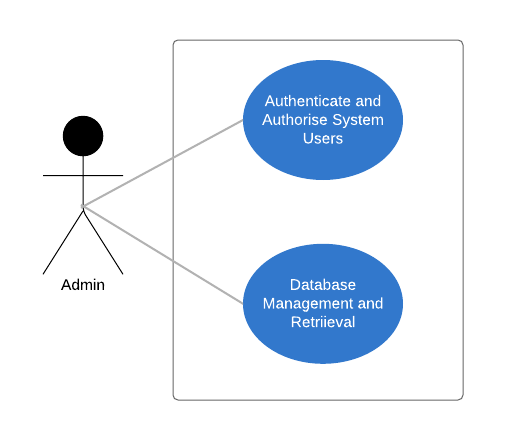 Authenticate and
Authorise System
Users
Admin
Database
Management and
Retriieval